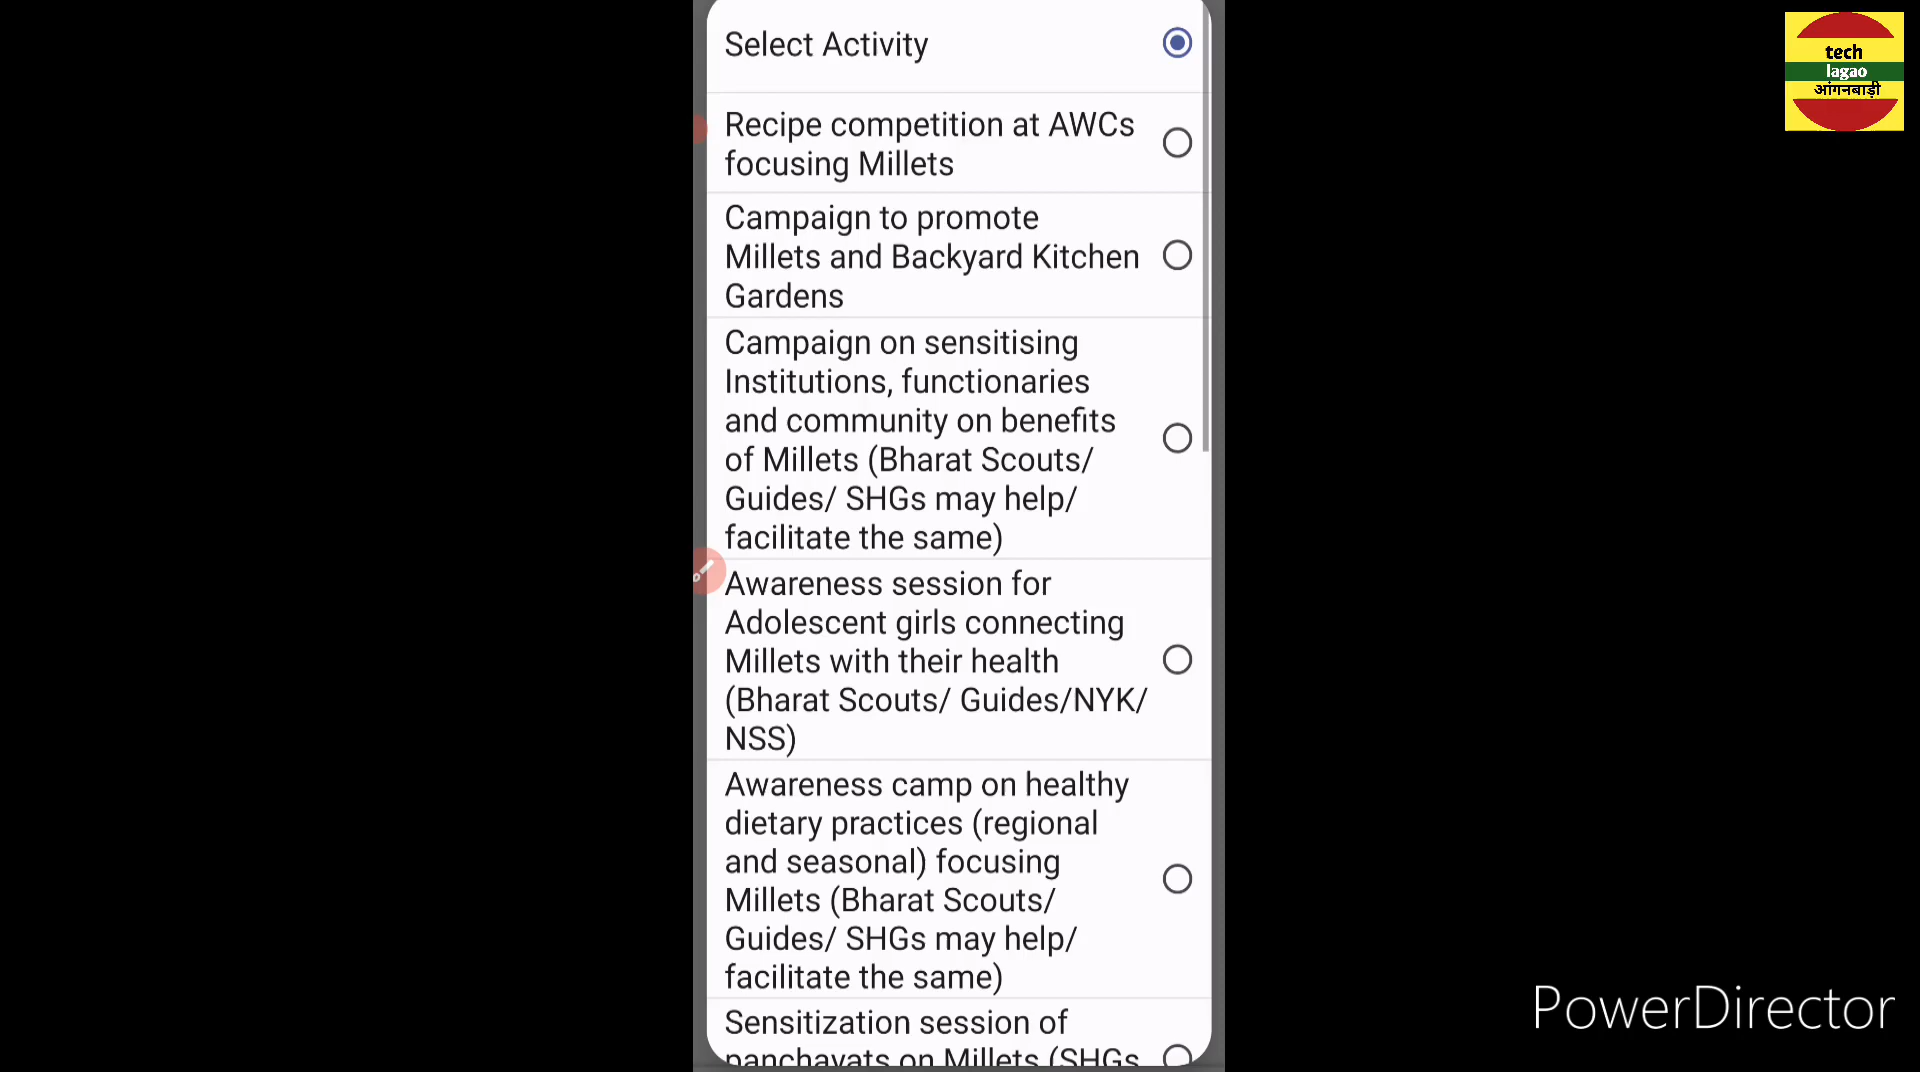 Select Activity
Recipe competition at AWCs
focusing Millets
Campaign to promote
Millets and Backyard Kitchen
Gardens
Campaign on sensitising
Institutions, functionaries
and community on benefits
of Millets (Bharat Scouts/
Guides/ SHGs may help/
facilitate the same)
Awareness session for
Adolescent girls connecting
Millets with their health
(Bharat Scouts/ Guides/NYK/
NSS)
Awareness camp on healthy
dietary practices (regional
and seasonal) focusing
Millets (Bharat Scouts/
Guides/ SHGs may help/
facilitate the same)
Sensitization session of
panchayats on Millets (SHGs
tech
lagao
आंगनबाड़ी
PowerDirector